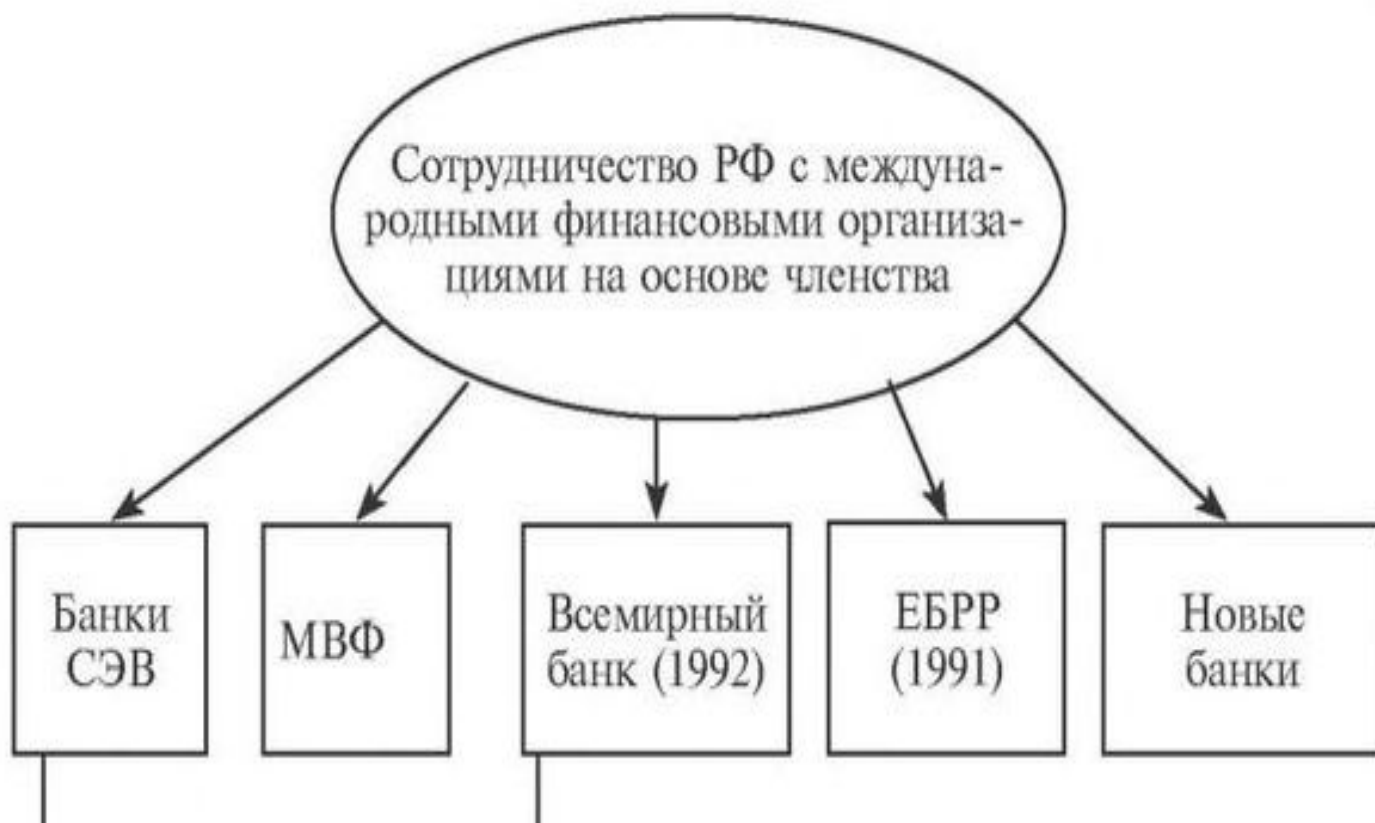 Сотрудничество РФ с междуна-
родными финансовыми организа-
циями на основе членства
Банки
СЭВ
МВФ
Всемирный
банк (1992)
ЕБРР
(1991)
Новые
банки